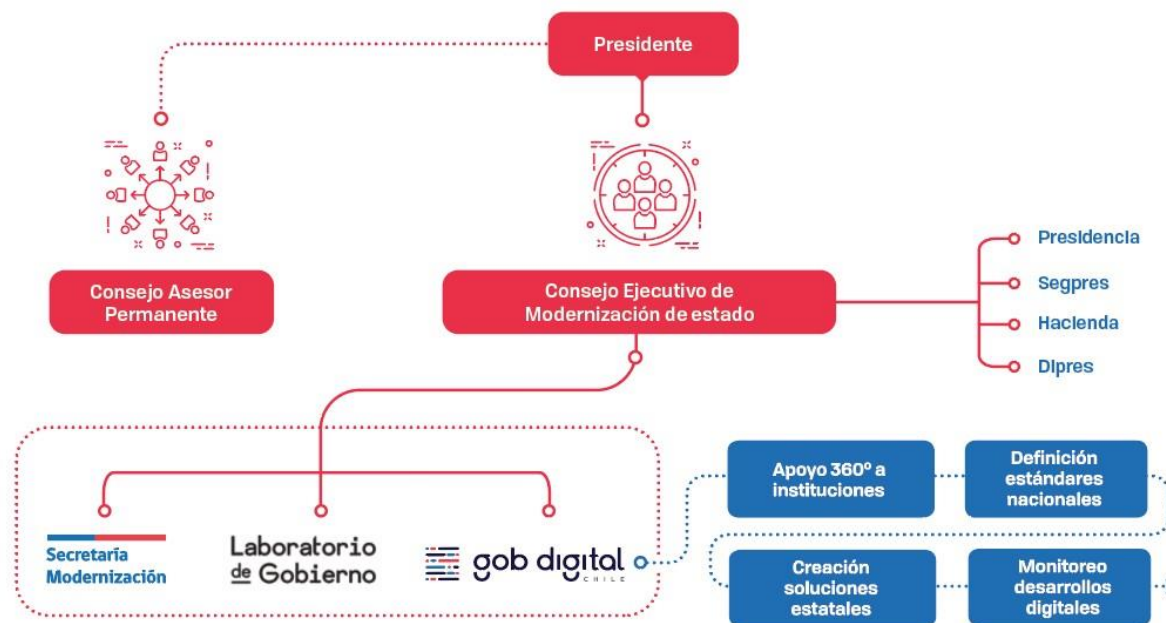 Presidente
Consejo Asesor
Permanente
Consejo Ejecutivo de
Modernización de estado
Presidencia
Segpres
Hacienda
Dipres
Secretaría
Modernización
Laboratorio
de Gobierno
gob digital
CHILE
Apoyo 360º a
instituciones
Definición
estándares
nacionales
Creación
soluciones
estatales
Monitoreo
desarrollos
digitales